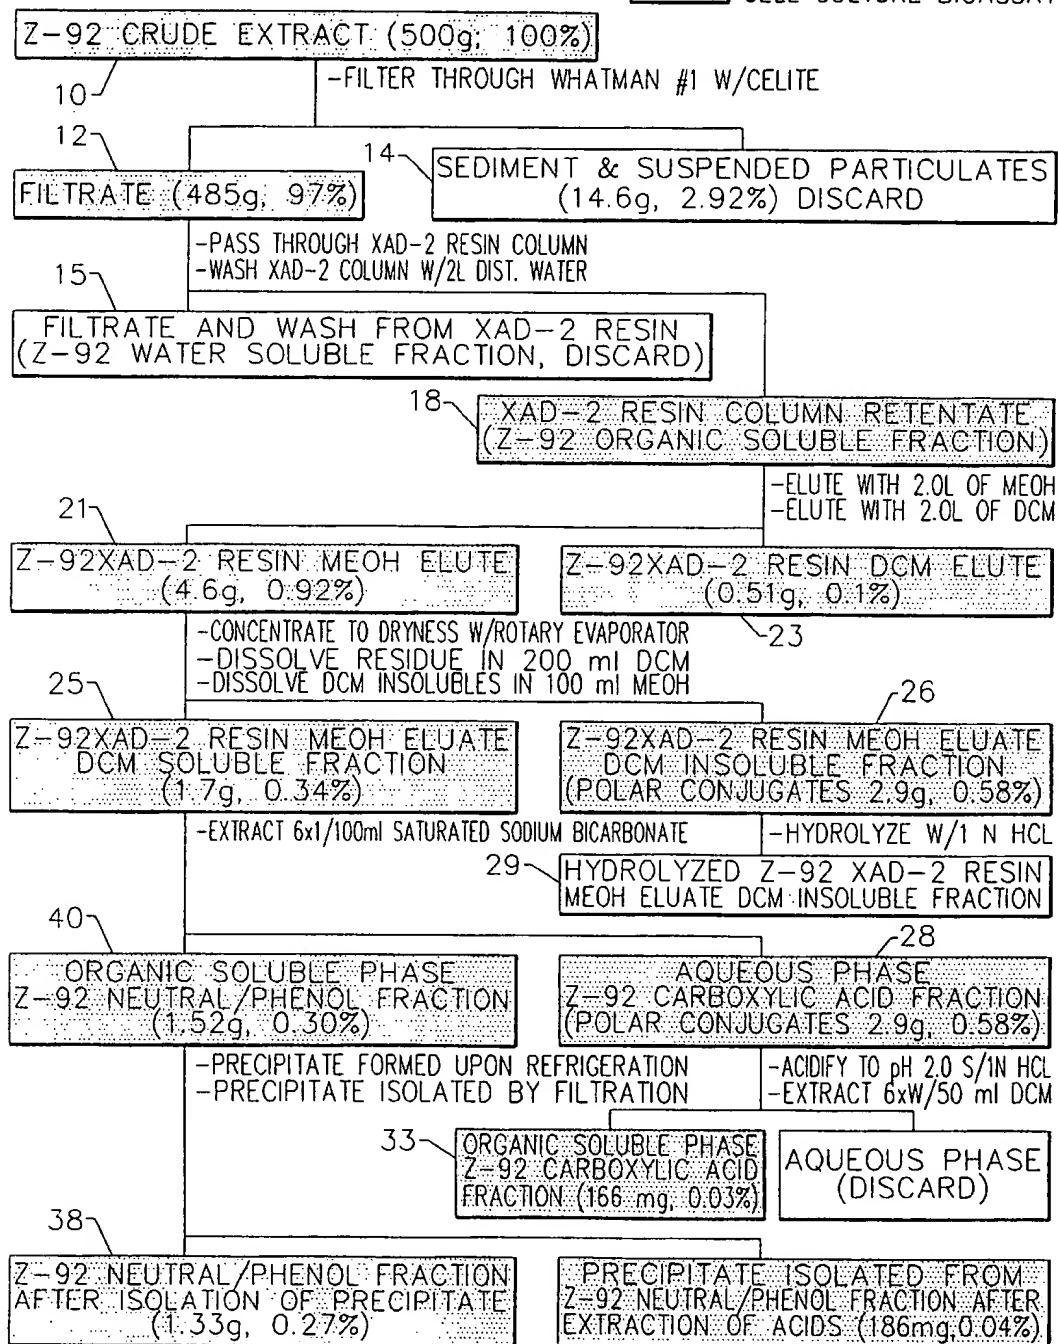 CELL CULTURE BIOASSAY
Z-92 CRUDE EXTRACT (500g; 100%)
10
-FILTER THROUGH WHATMAN #1 W/CELITE
12
FILTRATE (485g, 97%)
14
SEDIMENT & SUSPENDED PARTICULATES
(14.6g, 2.92%) DISCARD
-PASS THROUGH XAD-2 RESIN COLUMN
-WASH XAD-2 COLUMN W/2L DIST. WATER
15
FILTRATE AND WASH FROM XAD-2 RESIN
(Z-92 WATER SOLUBLE FRACTION, DISCARD)
18
XAD-2 RESIN COLUMN RETENTATE
(Z-92 ORGANIC SOLUBLE FRACTION)
-ELUTE WITH 2.0L OF MEOH
-ELUTE WITH 2.0L OF DCM
21
Z-92XAD-2 RESIN MEOH ELUTE
(4.6g, 0.92%)
Z-92XAD-2 RESIN DCM ELUTE
(0.51g, 0.1%)
23
-CONCENTRATE TO DRYNESS W/ROTARY EVAPORATOR
-DISSOLVE RESIDUE IN 200 ml DCM
-DISSOLVE DCM INSOLUBLES IN 100 ml MEOH
25
Z-92XAD-2 RESIN MEOH ELUATE
DCM SOLUBLE FRACTION
(1.7g, 0.34%)
26
Z-92XAD-2 RESIN MEOH ELUATE
DCM INSOLUBLE FRACTION
(POLAR CONJUGATES 2.9g, 0.58%)
-EXTRACT 6x1/100ml SATURATED SODIUM BICARBONATE
-HYDROLYZE W/1 N HCL
29
HYDROLYZED Z-92 XAD-2 RESIN
MEOH ELUATE DCM INSOLUBLE FRACTION
40
ORGANIC SOLUBLE PHASE
Z-92 NEUTRAL/PHENOL FRACTION
(1.52g, 0.30%)
28
AQUEOUS PHASE
Z-92 CARBOXYLIC ACID FRACTION
(POLAR CONJUGATES 2.9g, 0.58%)
-PRECIPITATE FORMED UPON REFRIGERATION
-PRECIPITATE ISOLATED BY FILTRATION
-ACIDIFY TO pH 2.0 S/1N HCL
-EXTRACT 6xW/50 ml DCM
33
ORGANIC SOLUBLE PHASE
Z-92 CARBOXYLIC ACID
FRACTION (166 mg, 0.03%)
AQUEOUS PHASE
(DISCARD)
38
Z-92 NEUTRAL/PHENOL FRACTION
AFTER ISOLATION OF PRECIPITATE
(1.33g, 0.27%)
PRECIPITATE ISOLATED FROM
Z-92 NEUTRAL/PHENOL FRACTION AFTER
EXTRACTION OF ACIDS (186mg,0.04%)